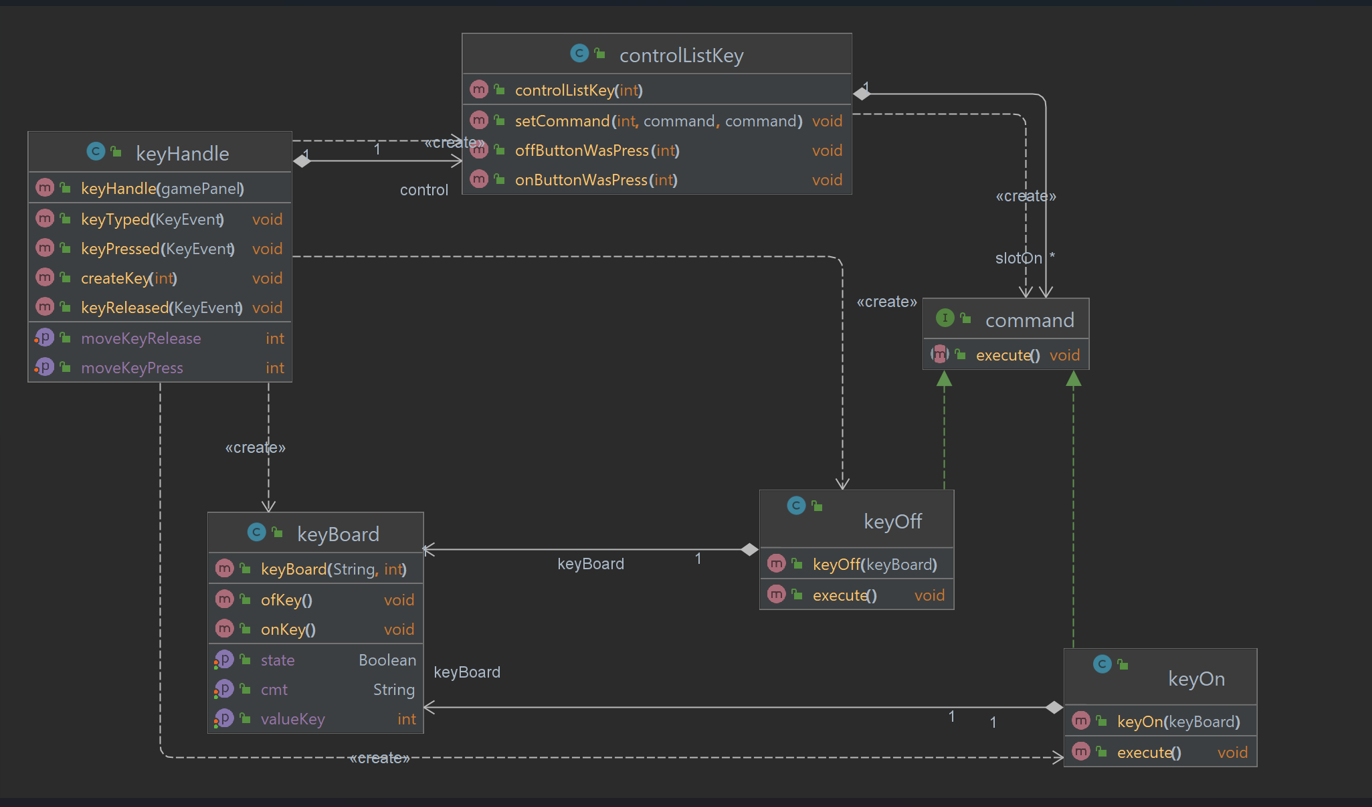 controlListKey
controlListKey(int)
setCommand(int, command, command) void
offButtonWasPress(int) void
onButtonWasPress(int) void
keyHandle
keyHandle(gamePanel)
keyTyped(KeyEvent) void
keyPressed(KeyEvent) void
createKey(int) void
keyReleased(KeyEvent) void
moveKeyRelease int
moveKeyPress int
«create»
1 1
control
1
«create»
slotOn *
«create»
command
execute() void
«create»
keyBoard
keyBoard(String, int)
ofKey() void
onKey() void
state Boolean
cmt String
valueKey int
keyOff
keyOff(keyBoard)
execute() void
keyBoard 1
keyBoard
1 1
keyOn
keyOn(keyBoard)
execute() void
«create»